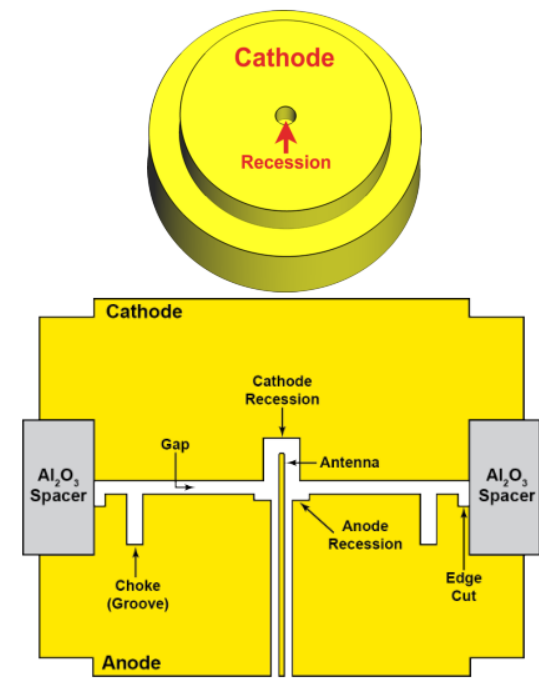 Cathode
Recession
Cathode
Cathode
Recession
Gap
Antenna
Al₂O₃
Spacer
Al₂O₃
Spacer
Anode
Recession
Choke
(Groove)
Edge
Cut
Anode